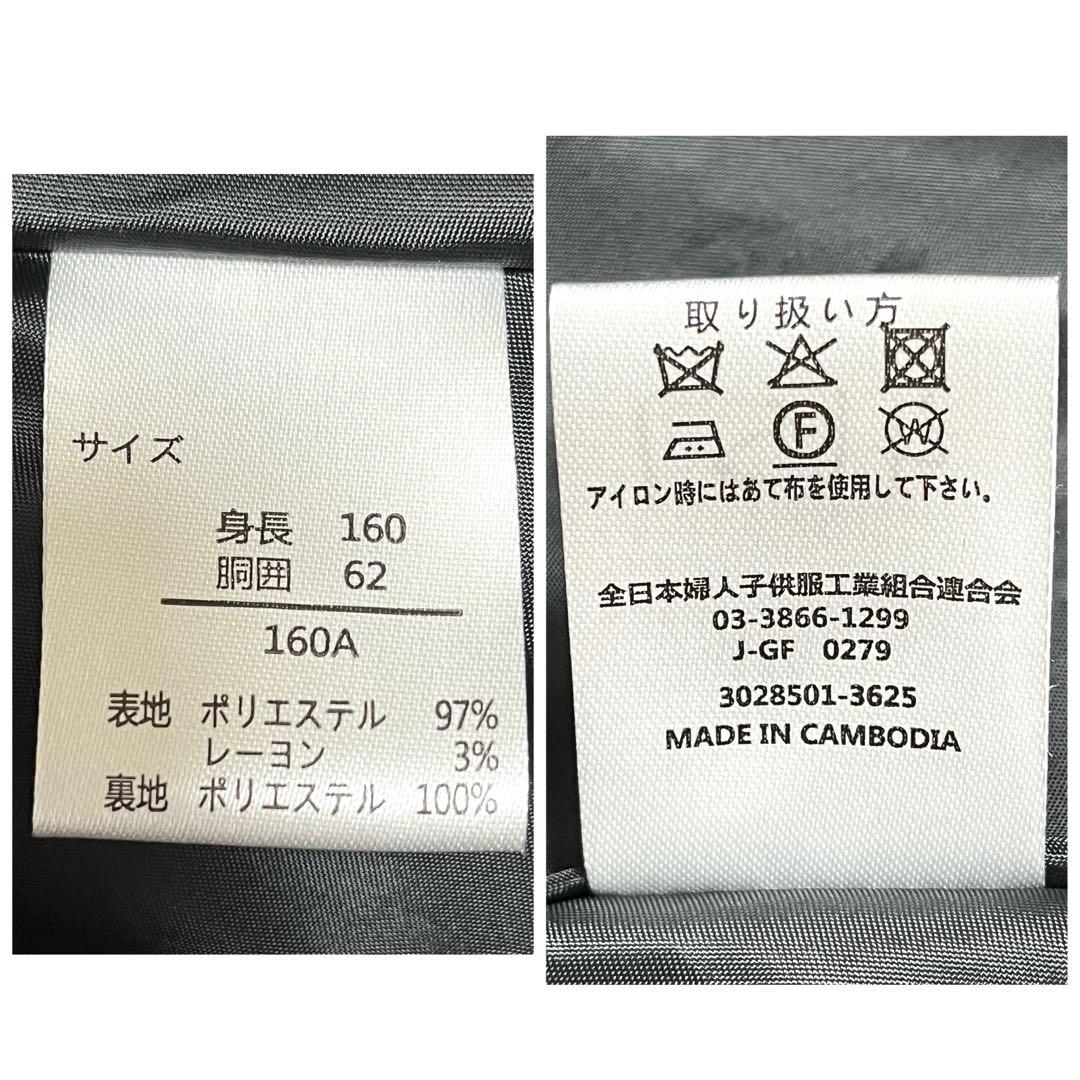 サイズ
身長 160
胴囲 62
160A
表地 ポリエステル 97%
レーヨン 3%
裏地 ポリエステル 100%
取り扱い方
F
W
アイロン時にはあて布を使用して下さい。
全日本婦人子供服工業組合連合会
03-3866-1299
J-GF 0279
3028501-3625
MADE IN CAMBODIA